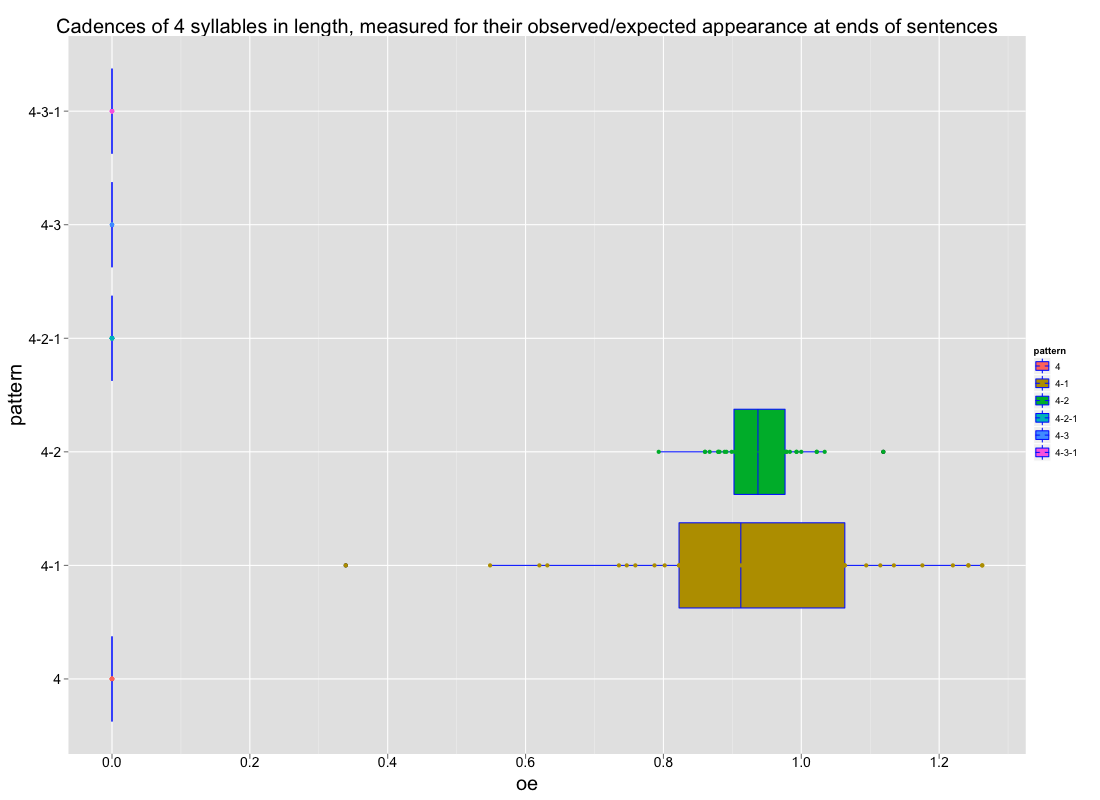 Cadences of 4 syllables in length, measured for their observed/expected appearance at ends of sentences
4-3-1
4-3
4-2-1
4-2
4-1
4
pattern
0.0 0.2 0.4 0.6 0.8 1.0 1.2
oe
pattern
4
4-1
4-2
4-2-1
4-3
4-3-1